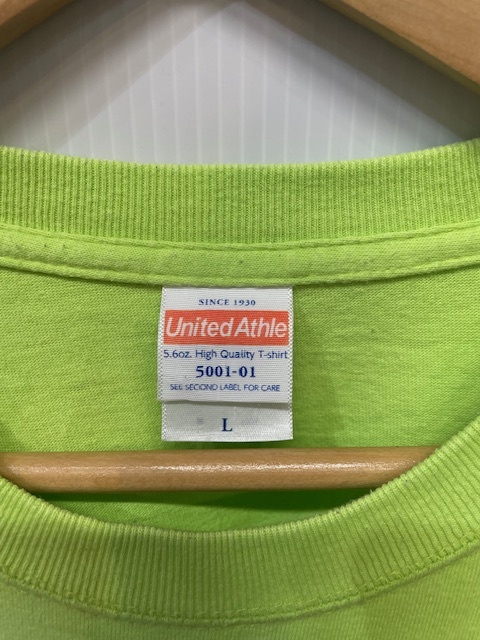 SINCE 1930
United Athle
5.6oz. High Quality T-shirt
5001-01
SEE SECOND LABEL FOR CARE
L